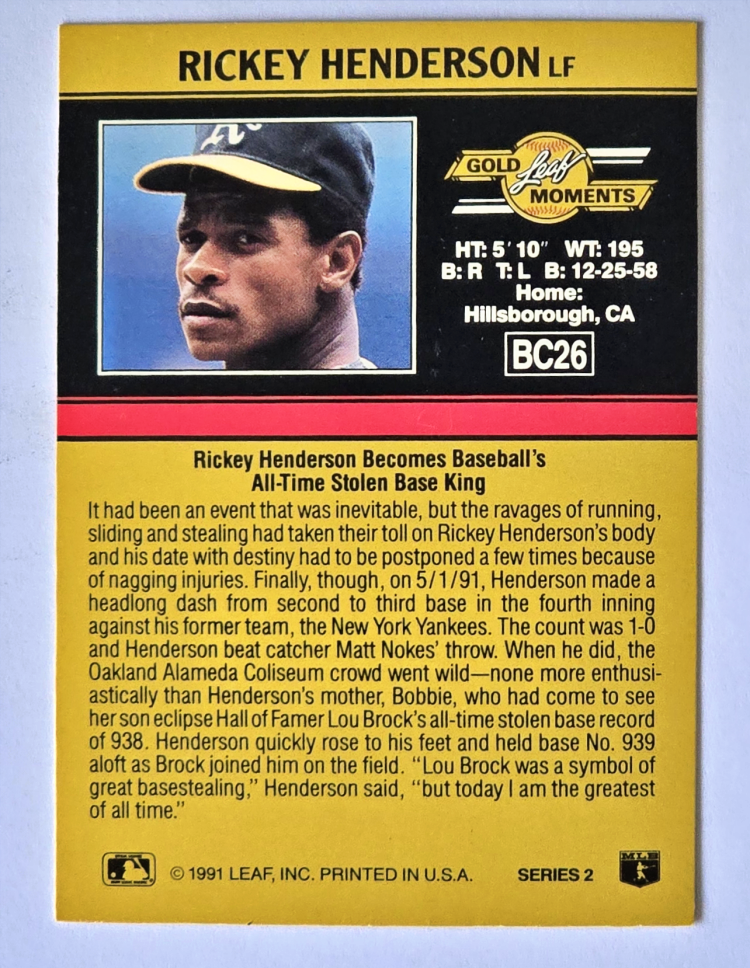 RICKEY HENDERSON LF
A's
GOLD Leaf MOMENTS
HT: 5' 10" WT: 195
B: R T: L B: 12-25-58
Home:
Hillsborough, CA
BC26
Rickey Henderson Becomes Baseball's
All-Time Stolen Base King
It had been an event that was inevitable, but the ravages of running,
sliding and stealing had taken their toll on Rickey Henderson's body
and his date with destiny had to be postponed a few times because
of nagging injuries. Finally, though, on 5/1/91, Henderson made a
headlong dash from second to third base in the fourth inning
against his former team, the New York Yankees. The count was 1-0
and Henderson beat catcher Matt Nokes' throw. When he did, the
Oakland Alameda Coliseum crowd went wild—none more enthusi-
astically than Henderson's mother, Bobbie, who had come to see
her son eclipse Hall of Famer Lou Brock's all-time stolen base record
of 938. Henderson quickly rose to his feet and held base No. 939
aloft as Brock joined him on the field. "Lou Brock was a symbol of
great basestealing," Henderson said, "but today I am the greatest
of all time."
© 1991 LEAF, INC. PRINTED IN U.S.A. SERIES 2
MLB